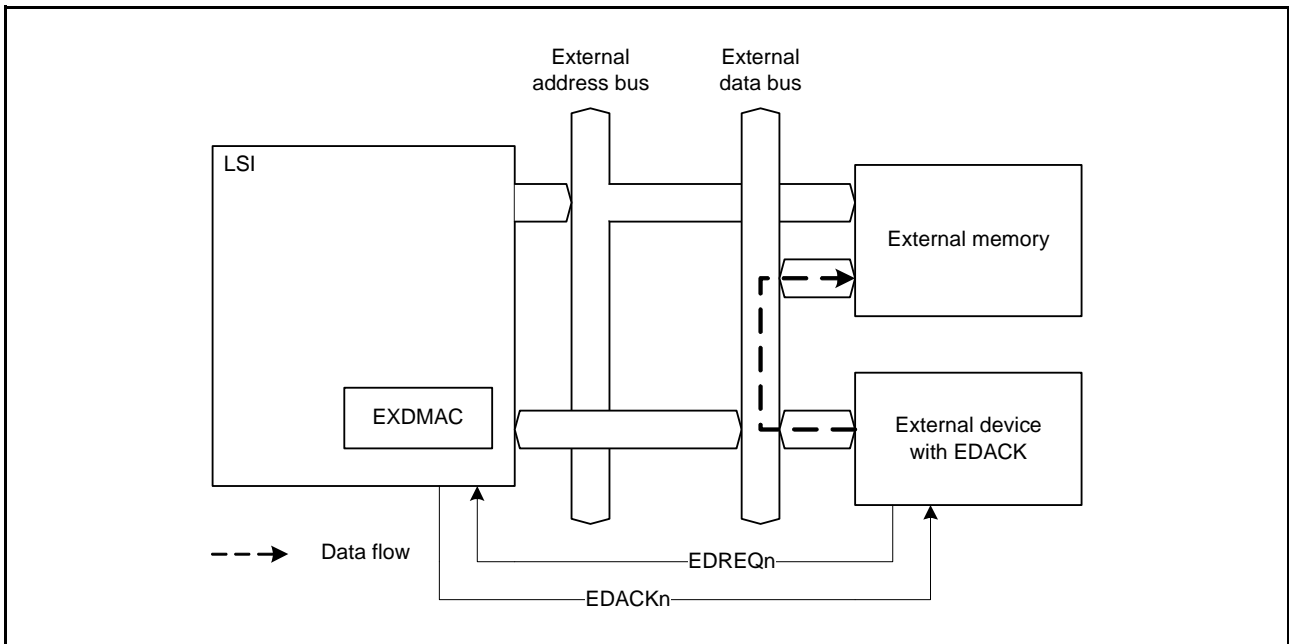 External
address bus
External
data bus
LSI
External memory
EXDMAC
External device
with EDACK
Data flow
EDREQn
EDACKn